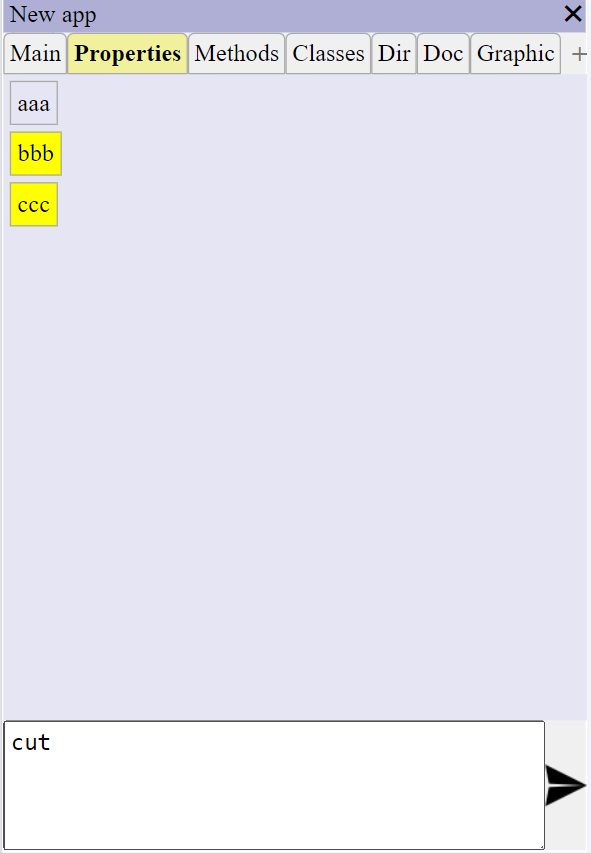 New app
Main Properties Methods Classes Dir Doc Graphic +
aaa
bbb
ccc
cut